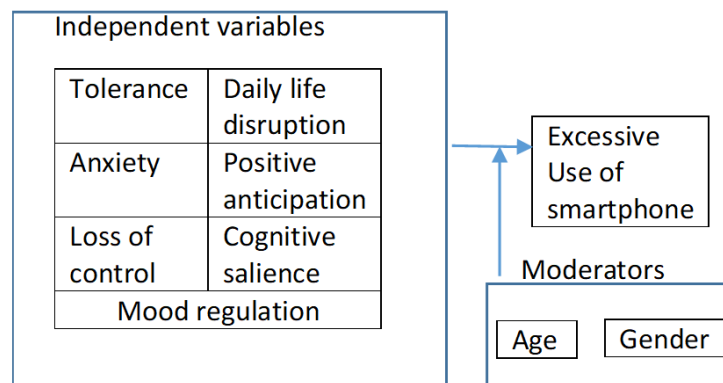 Independent variables
Tolerance
Daily life
disruption
Anxiety
Positive
anticipation
Loss of
control
Cognitive
salience
Mood regulation
Excessive
Use of
smartphone
Moderators
Age
Gender